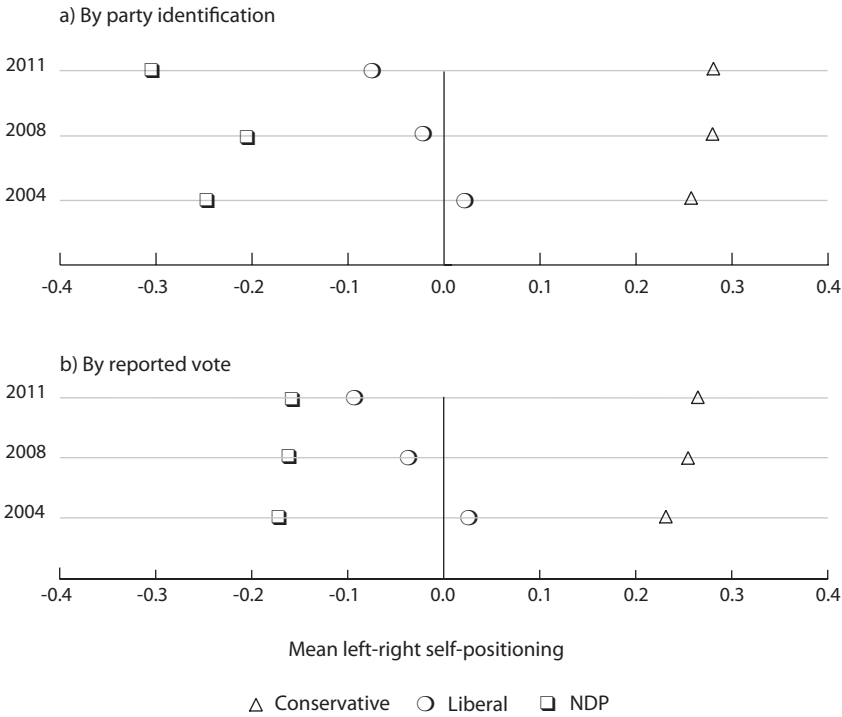 a) By party identification
2011
2008
2004
-0.4 -0.3 -0.2 -0.1 0.0 0.1 0.2 0.3 0.4
b) By reported vote
2011
2008
2004
-0.4 -0.3 -0.2 -0.1 0.0 0.1 0.2 0.3 0.4
Mean left-right self-positioning
Conservative Liberal NDP